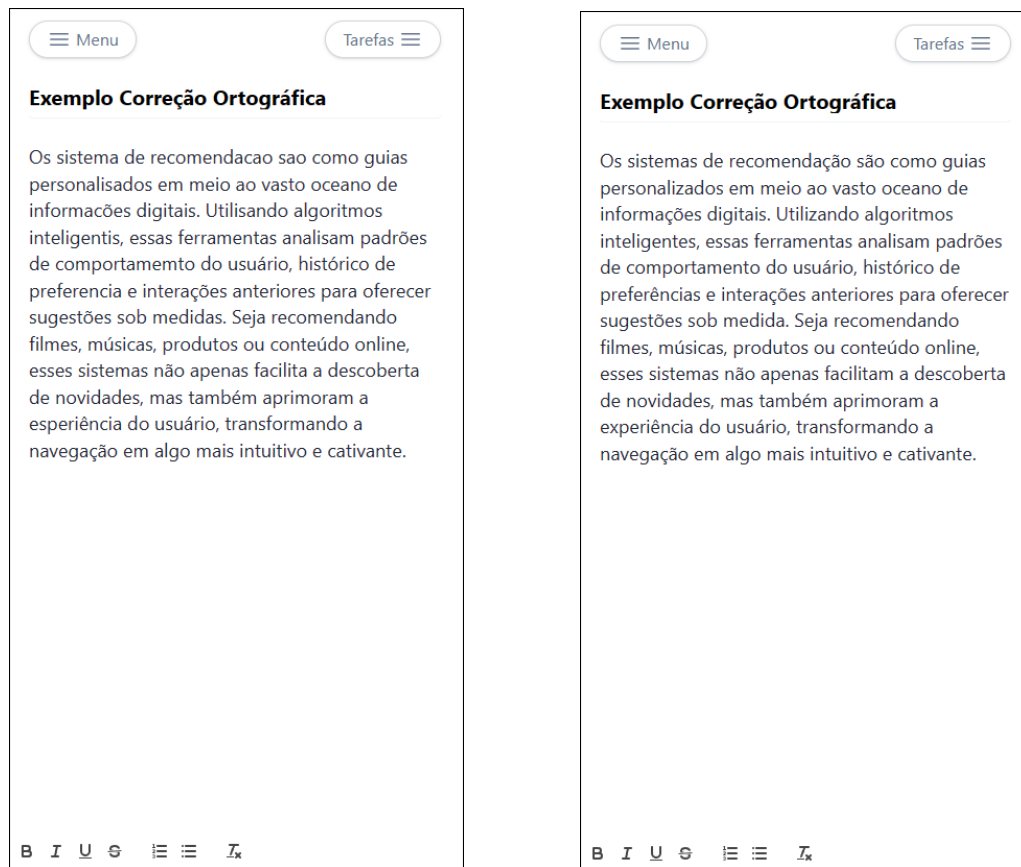 Menu
Tarefas
Exemplo Correção Ortográfica
Os sistema de recomendacao sao como guias
personalisados em meio ao vasto oceano de
informacões digitais. Utilisando algoritmos
inteligentis, essas ferramentas analisam padrões
de comportamemto do usuário, histórico de
preferencia e interações anteriores para oferecer
sugestões sob medidas. Seja recomendando
filmes, músicas, produtos ou conteúdo online,
esses sistemas não apenas facilita a descoberta
de novidades, mas também aprimoram a
esperiência do usuário, transformando a
navegação em algo mais intuitivo e cativante.
B I U S
Menu
Tarefas
Exemplo Correção Ortográfica
Os sistemas de recomendação são como guias
personalizados em meio ao vasto oceano de
informações digitais. Utilizando algoritmos
inteligentes, essas ferramentas analisam padrões
de comportamento do usuário, histórico de
preferências e interações anteriores para oferecer
sugestões sob medida. Seja recomendando
filmes, músicas, produtos ou conteúdo online,
esses sistemas não apenas facilitam a descoberta
de novidades, mas também aprimoram a
experiência do usuário, transformando a
navegação em algo mais intuitivo e cativante.
B I U S